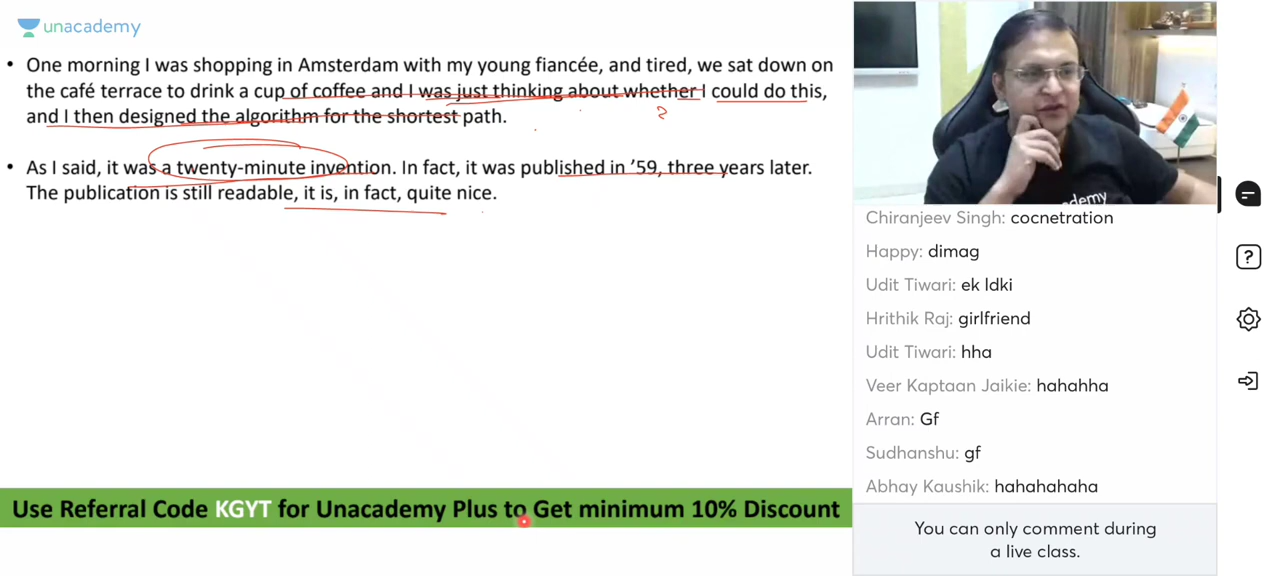 unacademy
• One morning I was shopping in Amsterdam with my young fiancée, and tired, we sat down on
the café terrace to drink a cup of coffee and I was just thinking about whether I could do this,
and I then designed the algorithm for the shortest path.
?
• As I said, it was a twenty-minute invention. In fact, it was published in ’59, three years later.
The publication is still readable, it is, in fact, quite nice.
Use Referral Code KGYT for Unacademy Plus to Get minimum 10% Discount
Chiranjeev Singh: cocnetration
Happy: dimag
Udit Tiwari: ek ldki
Hrithik Raj: girlfriend
Udit Tiwari: hha
Veer Kaptaan Jaikie: hahahha
Arran: Gf
Sudhanshu: gf
Abhay Kaushik: hahahahaha
You can only comment during
a live class.
?